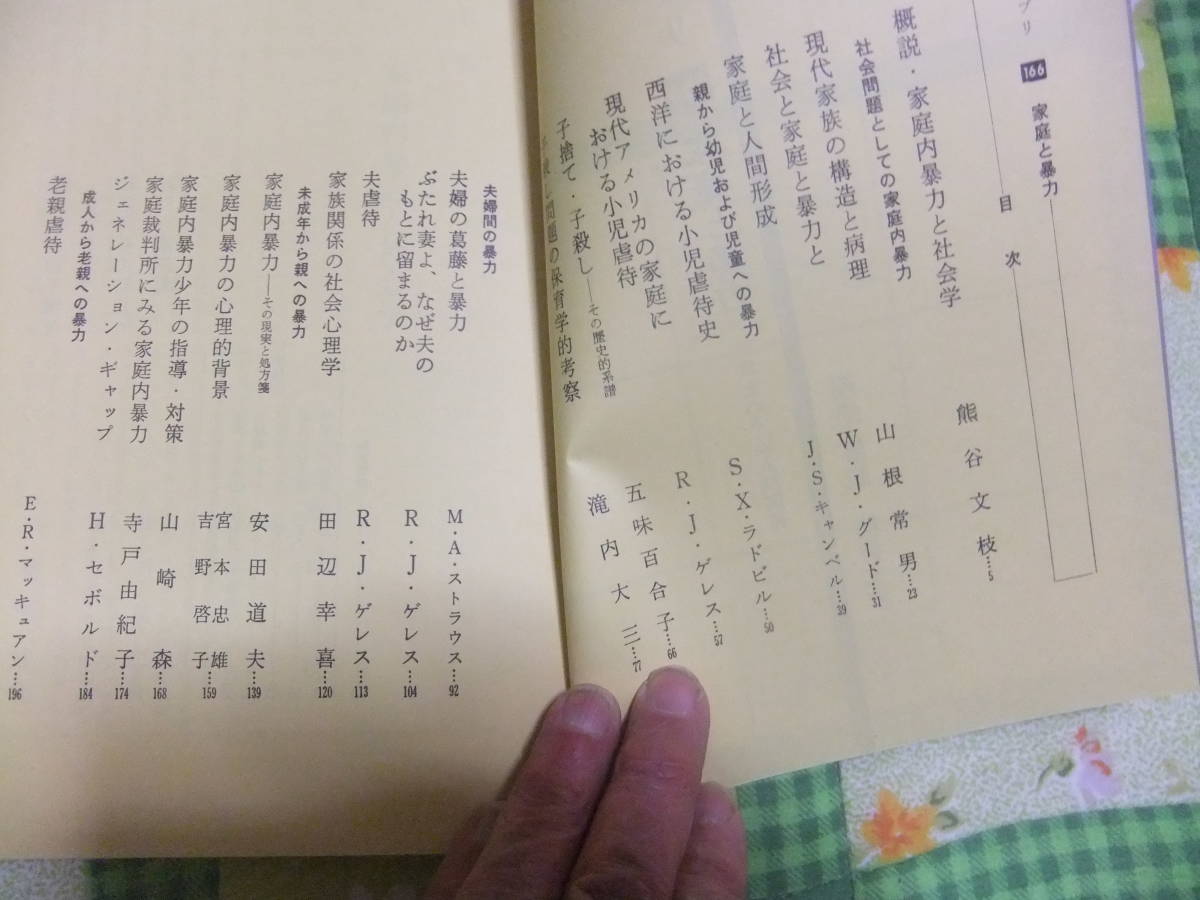 プリ 166 家庭と暴力
目次
概説・家庭内暴力と社会学 熊谷文枝…5
社会問題としての家庭内暴力
現代家族の構造と病理 山根常男…23
社会と家庭と暴力と W・J・グード…31
家庭と人間形成 J・S・キャンベル…39
親から幼児および児童への暴力
西洋における小児虐待史 S・X・ラドビル…50
現代アメリカの家庭に
おける小児虐待 R・J・ゲレス…57
子捨て・子殺し――その歴史的系譜 五味百合子…66
問題の保育学的考察 滝内大三…77
夫婦間の暴力
夫婦の葛藤と暴力 M・A・ストラウス…92
ぶたれ妻よ、なぜ夫の
もとに留まるのか R・J・ゲレス…104
夫虐待 R・J・ゲレス…113
家族関係の社会心理学 田辺幸喜…120
未成年から親への暴力
家庭内暴力――その現実と処方箋 安田道夫…139
家庭内暴力の心理的背景 宮本忠雄
吉野啓子…159
家庭内暴力少年の指導・対策 山崎森…168
家庭裁判所にみる家庭内暴力 寺戸由紀子…174
ジェネレーション・ギャップ H・セボルド…184
成人から老親への暴力
老親虐待 E・R・マッキュアン…196